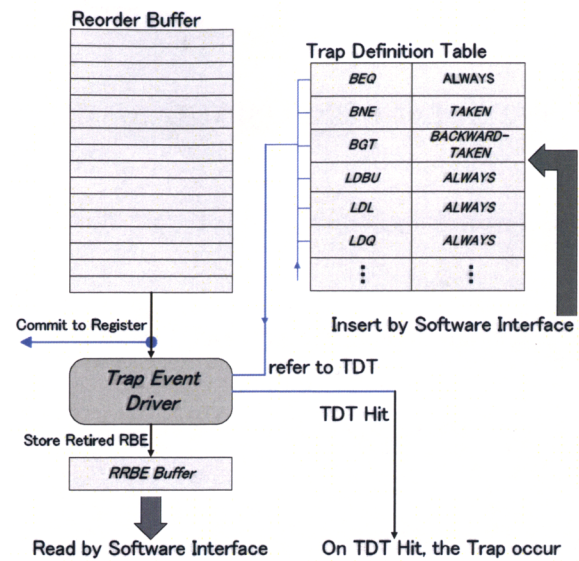 Reorder Buffer
Trap Definition Table
BEQ ALWAYS
BNE TAKEN
BGT BACKWARD-
TAKEN
LDBU ALWAYS
LDL ALWAYS
LDQ ALWAYS
Insert by Software Interface
Commit to Register
refer to TDT
Trap Event
Driver
TDT Hit
Store Retired RBE
RRBE Buffer
Read by Software Interface
On TDT Hit, the Trap occur